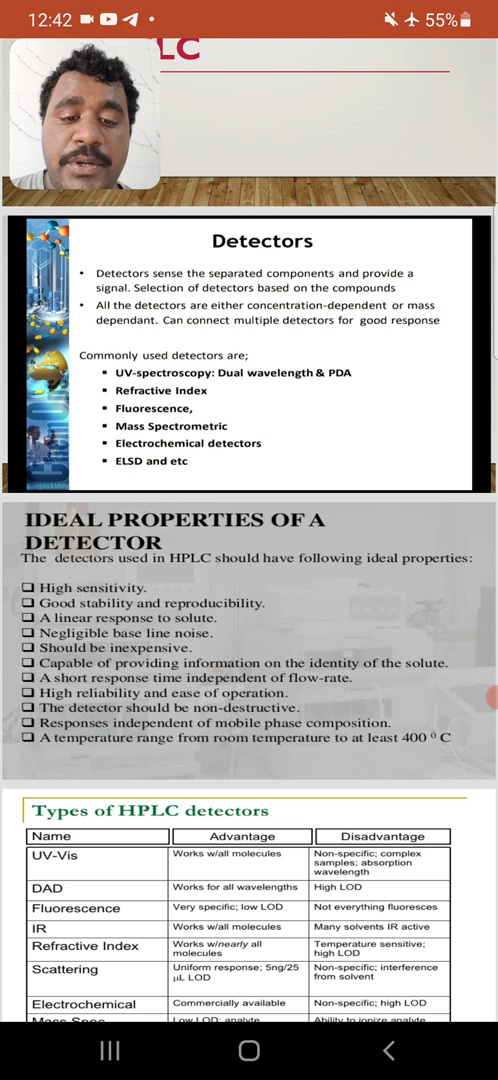 12:42
55%
LC
Detectors
• Detectors sense the separated components and provide a
signal. Selection of detectors based on the compounds
• All the detectors are either concentration-dependent or mass
dependant. Can connect multiple detectors for good response
Commonly used detectors are;
▪ UV-spectroscopy: Dual wavelength & PDA
▪ Refractive Index
▪ Fluorescence,
▪ Mass Spectrometric
▪ Electrochemical detectors
▪ ELSD and etc
IDEAL PROPERTIES OF A
DETECTOR
The detectors used in HPLC should have following ideal properties:
❑ High sensitivity.
❑ Good stability and reproducibility.
❑ A linear response to solute.
❑ Negligible base line noise.
❑ Should be inexpensive.
❑ Capable of providing information on the identity of the solute.
❑ A short response time independent of flow-rate.
❑ High reliability and ease of operation.
❑ The detector should be non-destructive.
❑ Responses independent of mobile phase composition.
❑ A temperature range from room temperature to at least 400 ⁰ C
Types of HPLC detectors
Name Advantage Disadvantage
UV-Vis Works w/all molecules Non-specific; complex
samples; absorption
wavelength
DAD Works for all wavelengths High LOD
Fluorescence Very specific; low LOD Not everything fluoresces
IR Works w/all molecules Many solvents IR active
Refractive Index Works w/nearly all Temperature sensitive;
molecules high LOD
Scattering Uniform response; 5ng/25 Non-specific; interference
µL LOD from solvent
Electrochemical Commercially available Non-specific; high LOD
Mass Spec Low LOD; analyte Ability to ionize analyte